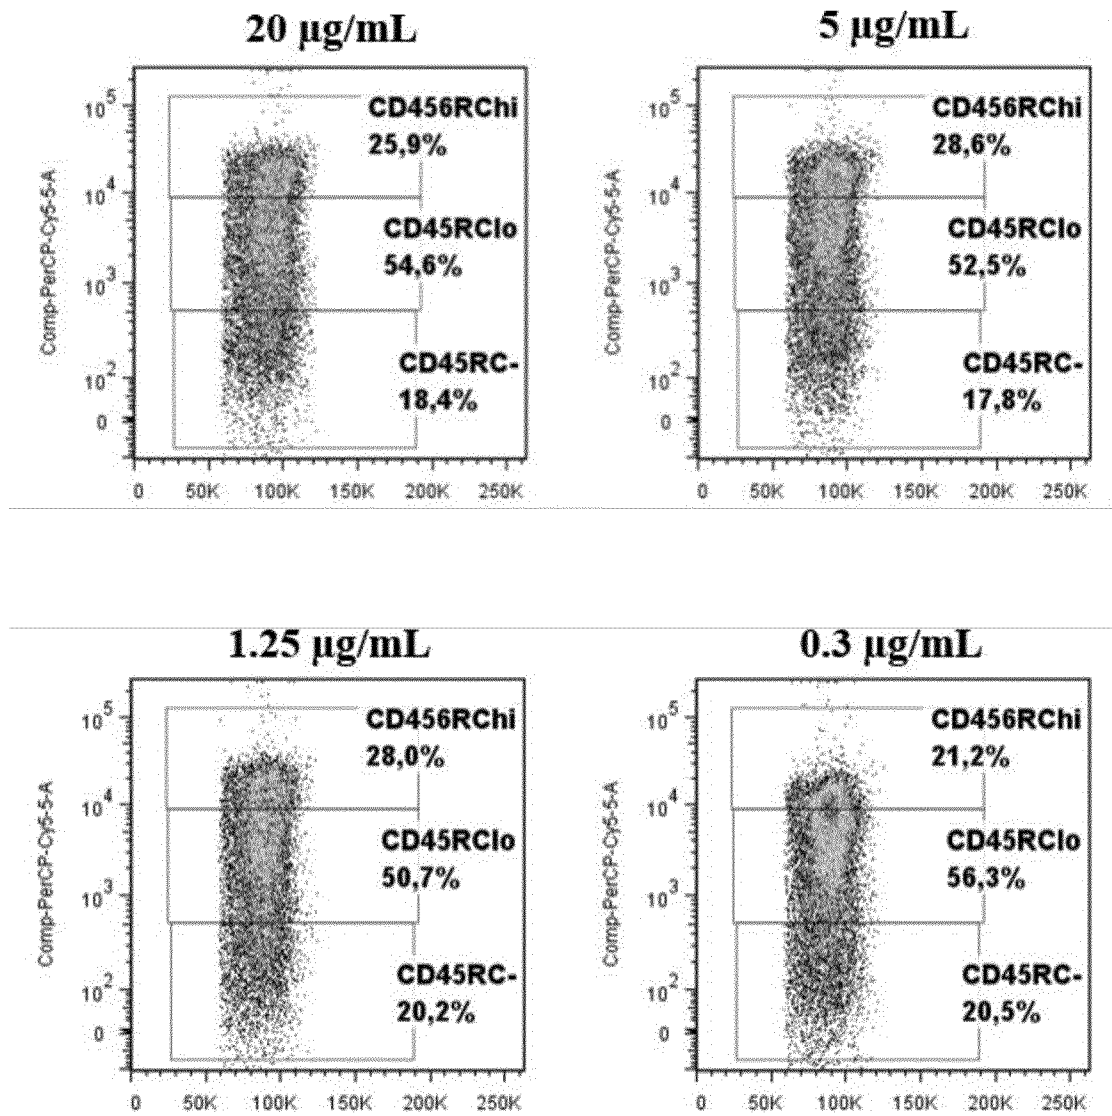 20 µg/mL
Comp-PerCP-Cy5-5-A
10^5
10^4
10^3
10^2
0
CD456RChi
25,9%
CD45RClo
54,6%
CD45RC-
18,4%
0 50K 100K 150K 200K 250K
5 µg/mL
Comp-PerCP-Cy5-5-A
10^5
10^4
10^3
10^2
0
CD456RChi
28,6%
CD45RClo
52,5%
CD45RC-
17,8%
0 50K 100K 150K 200K 250K
1.25 µg/mL
Comp-PerCP-Cy5-5-A
10^5
10^4
10^3
10^2
0
CD456RChi
28,0%
CD45RClo
50,7%
CD45RC-
20,2%
0 50K 100K 150K 200K 250K
0.3 µg/mL
Comp-PerCP-Cy5-5-A
10^5
10^4
10^3
10^2
0
CD456RChi
21,2%
CD45RClo
56,3%
CD45RC-
20,5%
0 50K 100K 150K 200K 250K